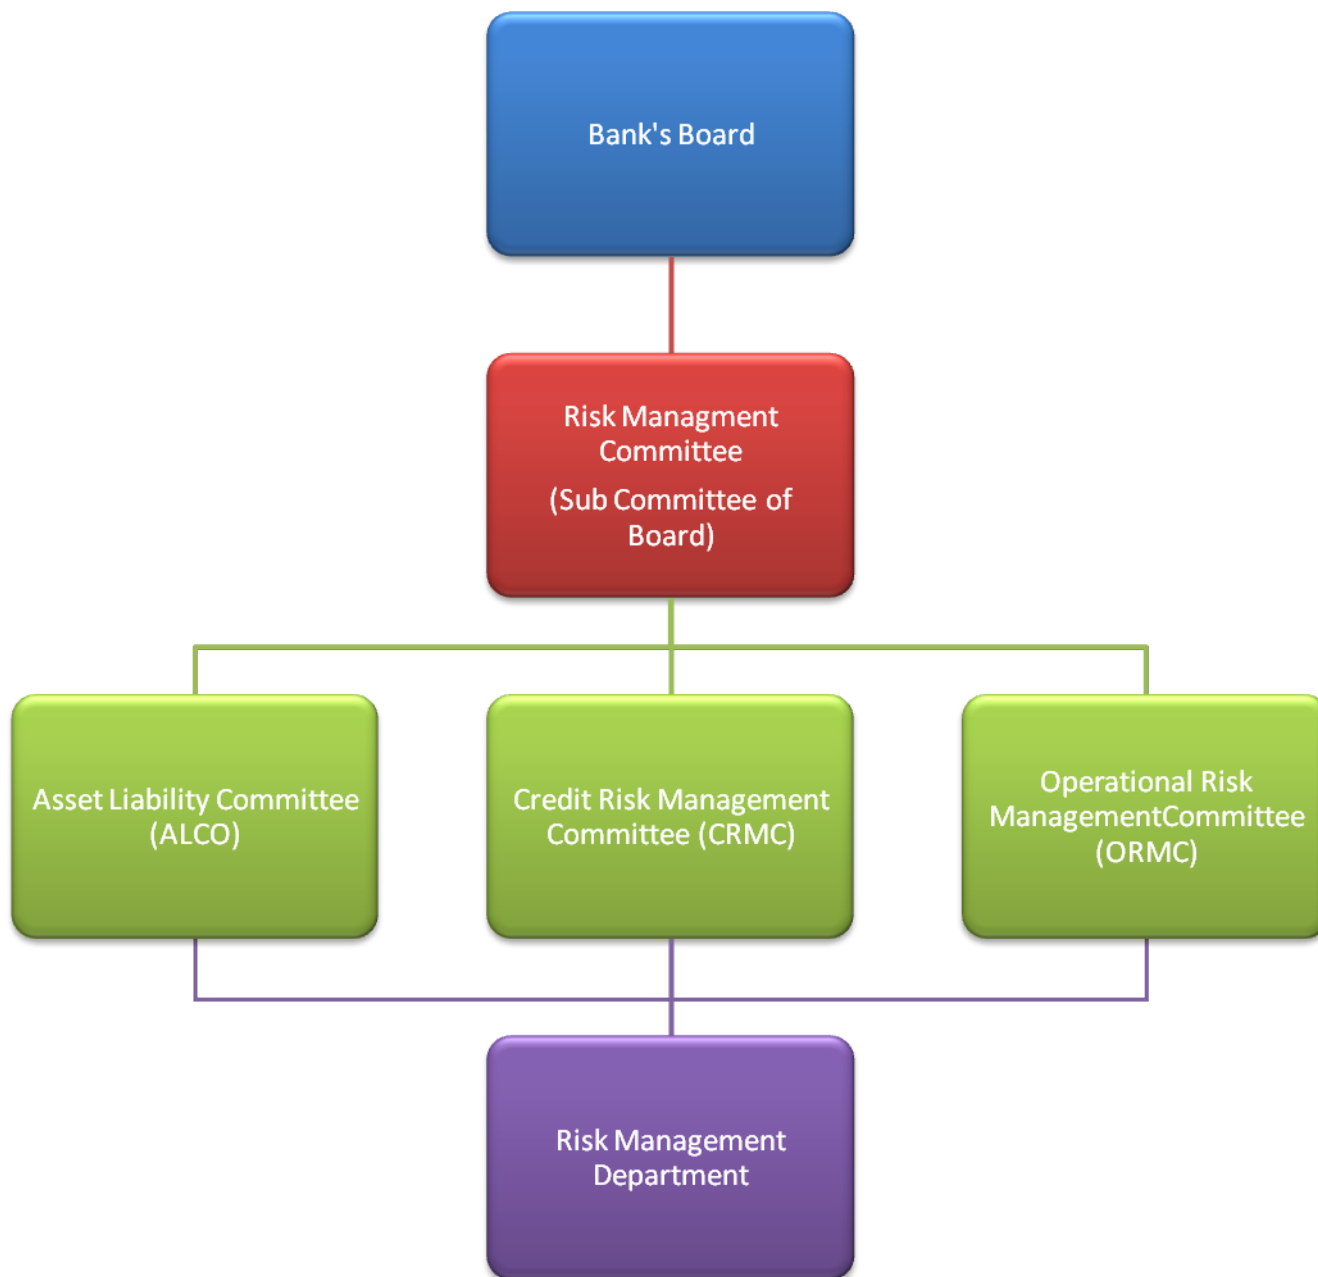 Bank's Board
Risk Managment
Committee
(Sub Committee of
Board)
Asset Liability Committee
(ALCO)
Credit Risk Management
Committee (CRMC)
Operational Risk
ManagementCommittee
(ORMC)
Risk Management
Department